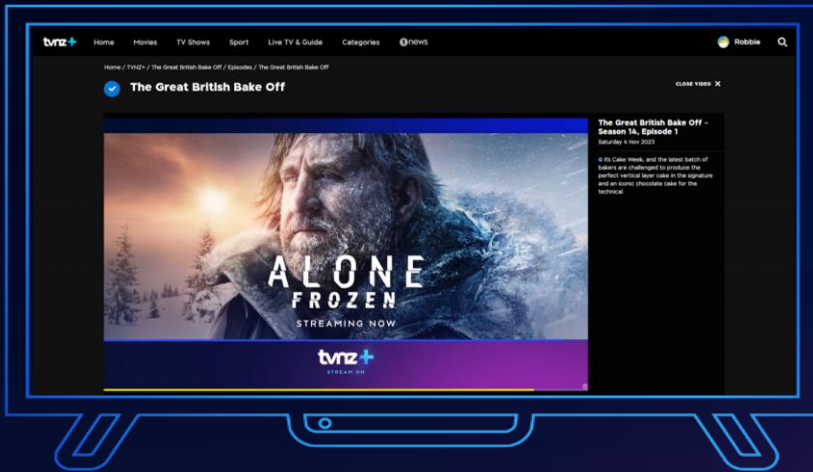 tvnz+ Home Movies TV Shows Sport Live TV & Guide Categories 1news Robbie
Home / TVNZ+ / The Great British Bake Off / Episodes / The Great British Bake Off
The Great British Bake Off
CLOSE VIDEO X
The Great British Bake Off –
Season 14, Episode 1
Saturday 4 Nov 2023
G It's Cake Week, and the latest batch of
bakers are challenged to produce the
perfect vertical layer cake in the signature
and an iconic chocolate cake for the
technical.
ALONE
FROZEN
STREAMING NOW
tvnz+
STREAM ON